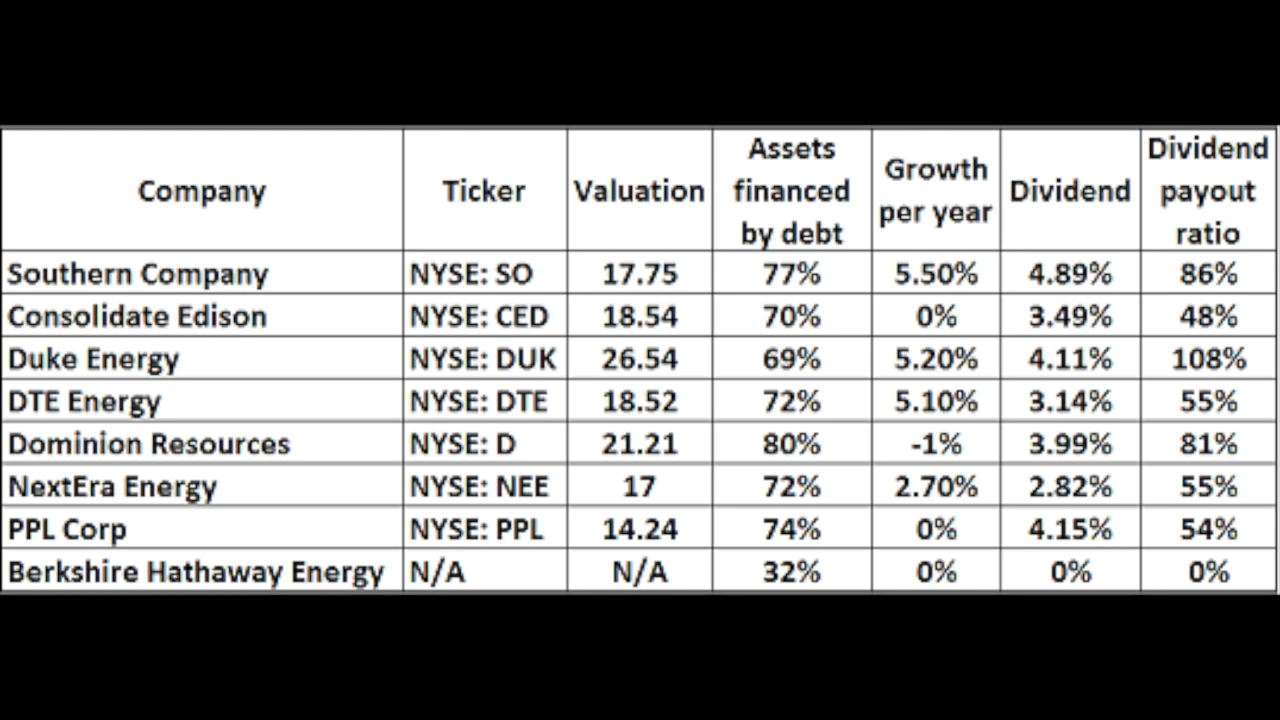 Company Ticker Valuation Assets financed by debt Growth per year Dividend Dividend payout ratio
Southern Company NYSE: SO 17.75 77% 5.50% 4.89% 86%
Consolidate Edison NYSE: CED 18.54 70% 0% 3.49% 48%
Duke Energy NYSE: DUK 26.54 69% 5.20% 4.11% 108%
DTE Energy NYSE: DTE 18.52 72% 5.10% 3.14% 55%
Dominion Resources NYSE: D 21.21 80% -1% 3.99% 81%
NextEra Energy NYSE: NEE 17 72% 2.70% 2.82% 55%
PPL Corp NYSE: PPL 14.24 74% 0% 4.15% 54%
Berkshire Hathaway Energy N/A N/A 32% 0% 0% 0%